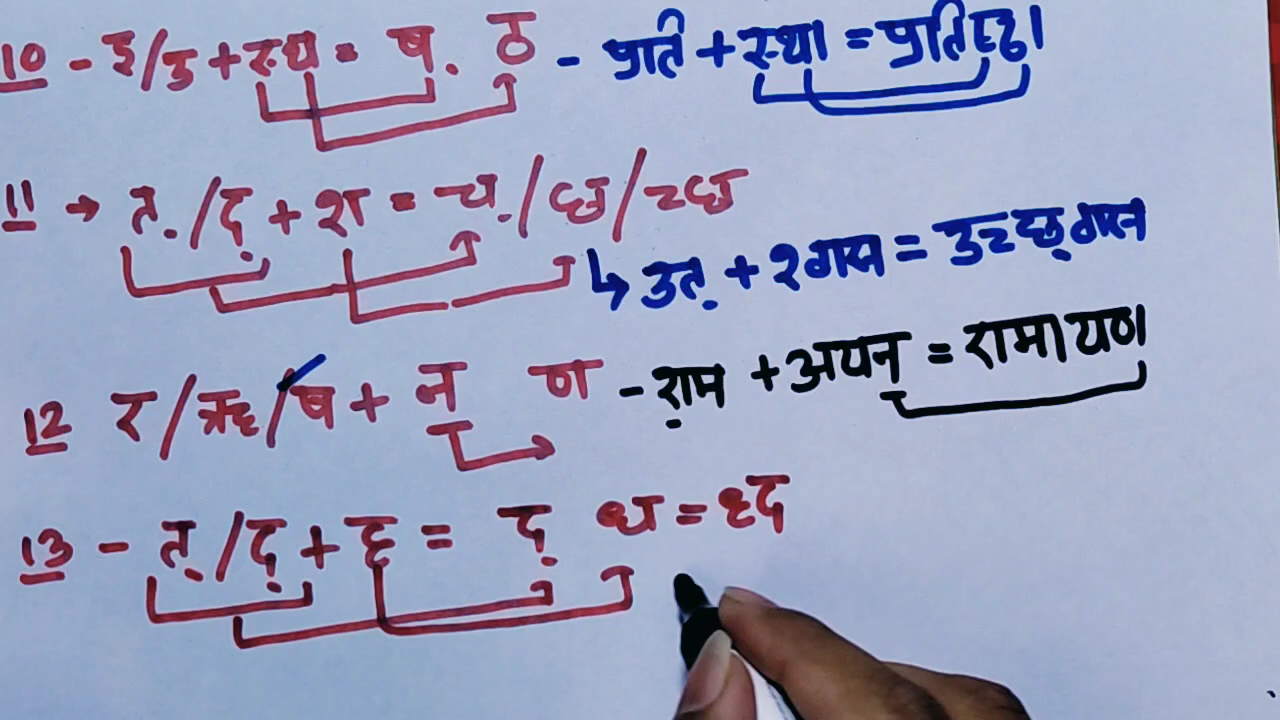 10 - इ/उ + स्थ = ष् ठ - प्रति + स्था = प्रतिष्ठा
11 → त्/द् + श = च्/छ/च्छ
↳ उत् + श्वास = उच्छ्वास
12 र/ऋ/ष + न ण - राम + अयन = रामायण
13 - त्/द् + ह = द् ध = द्ध